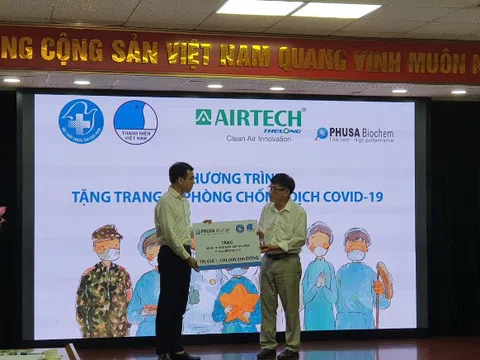 NG CỘNG SẢN VIỆT NAM QUANG VINH MUÔN N
THANH NIÊN
VIỆT NAM
AIRTECH
THELONG
Clean Air Innovation
PHUSA Biochem
HƯƠNG TRÌN
TẶNG TRANG PHÒNG CHỐNG DỊCH COVID-19
PHUSA
TẶNG
TRỊ GIÁ 1.100.000.000 ĐỒNG